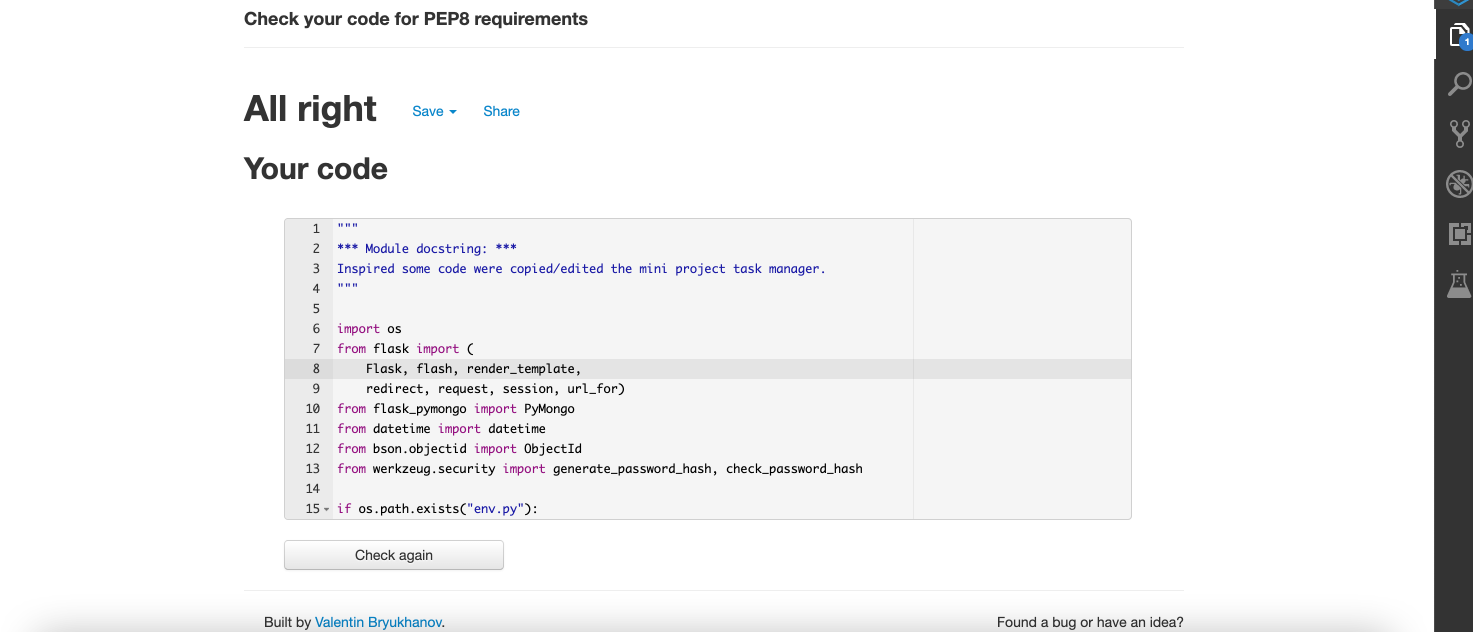 Check your code for PEP8 requirements
All right Save Share
Your code
1 """
2 *** Module docstring: ***
3 Inspired some code were copied/edited the mini project task manager.
4 """
5
6 import os
7 from flask import (
8 Flask, flash, render_template,
9 redirect, request, session, url_for)
10 from flask_pymongo import PyMongo
11 from datetime import datetime
12 from bson.objectid import ObjectId
13 from werkzeug.security import generate_password_hash, check_password_hash
14
15 if os.path.exists("env.py"):
Check again
Built by Valentin Bryukhanov. Found a bug or have an idea?
1